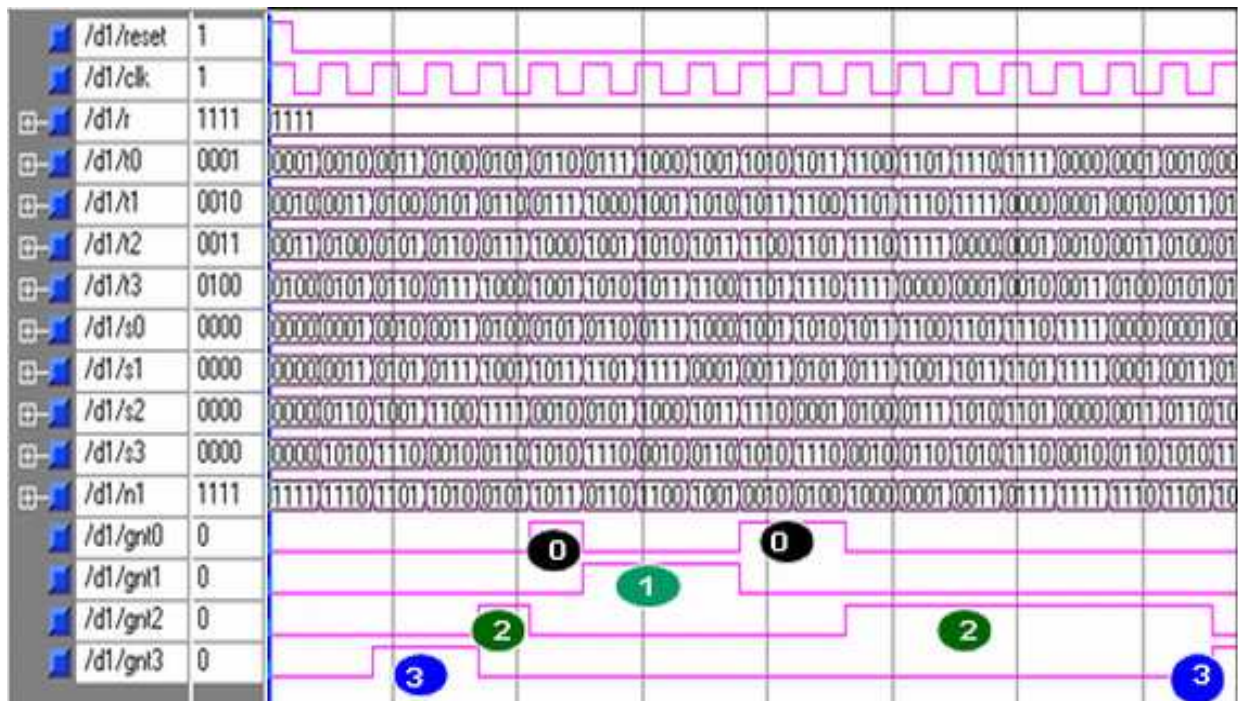 /d1/reset 1
/d1/clk 1
/d1/r 1111 1111
/d1/t0 0001 0001 0010 0011 0100 0101 0110 0111 1000 1001 1010 1011 1100 1101 1110 1111 0000 0001 0010 00
/d1/t1 0010 0010 0011 0100 0101 0110 0111 1000 1001 1010 1011 1100 1101 1110 1111 0000 0001 0010 0011 01
/d1/t2 0011 0011 0100 0101 0110 0111 1000 1001 1010 1011 1100 1101 1110 1111 0000 0001 0010 0011 0100 01
/d1/t3 0100 0100 0101 0110 0111 1000 1001 1010 1011 1100 1101 1110 1111 0000 0001 0010 0011 0100 0101 01
/d1/s0 0000 0000 0001 0010 0011 0100 0101 0110 0111 1000 1001 1010 1011 1100 1101 1110 1111 0000 0001 00
/d1/s1 0000 0000 0011 0101 0111 1001 1011 1101 1111 0001 0011 0101 0111 1001 1011 1101 1111 0001 0011 01
/d1/s2 0000 0000 0110 1001 1100 1111 0010 0101 1000 1011 1110 0001 0100 0111 1010 1101 0000 0011 0110 10
/d1/s3 0000 0000 1010 1110 0010 0110 1010 1110 0010 0110 1010 1110 0010 0110 1010 1110 0010 0110 1010 11
/d1/n1 1111 1111 1110 1101 1010 0101 1011 0110 1100 1001 0010 0100 1000 0001 0011 0111 1111 1110 1101 10
/d1/gnt0 0 0 0
/d1/gnt1 0 1
/d1/gnt2 0 2 2
/d1/gnt3 0 3 3